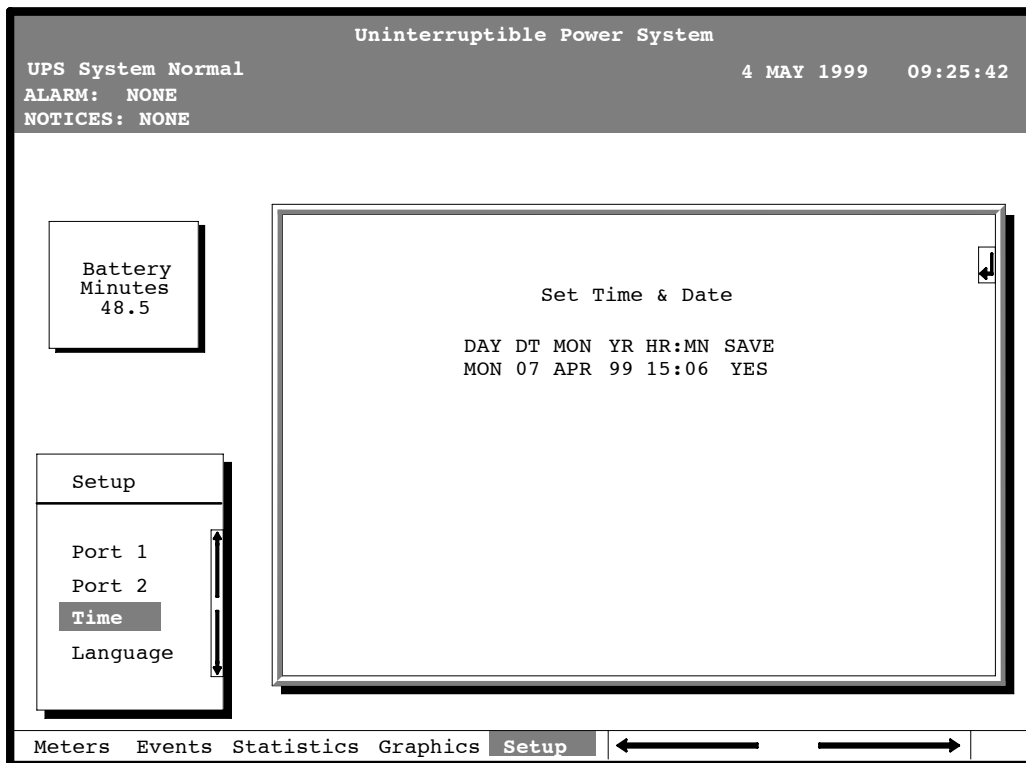 Uninterruptible Power System
UPS System Normal
4 MAY 1999 09:25:42
ALARM: NONE
NOTICES: NONE
Battery
Minutes
48.5
Set Time & Date
DAY DT MON YR HR:MN SAVE
MON 07 APR 99 15:06 YES
Setup
Port 1
Port 2
Time
Language
Meters Events Statistics Graphics Setup